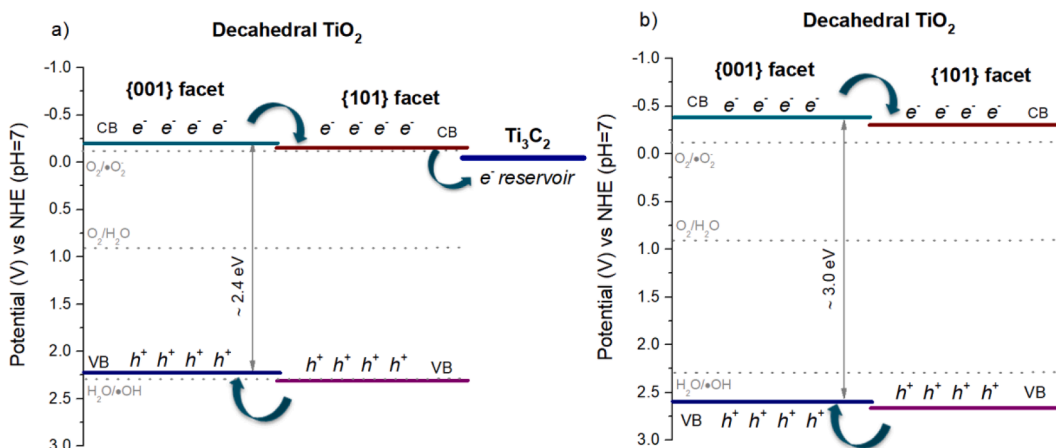 a)
Decahedral TiO₂
Potential (V) vs NHE (pH=7)
-1.0
-0.5
0.0
0.5
1.0
1.5
2.0
2.5
3.0
{001} facet
{101} facet
CB e⁻ e⁻ e⁻ e⁻
e⁻ e⁻ e⁻ e⁻ CB
Ti₃C₂
e⁻ reservoir
O₂/•O₂⁻
O₂/H₂O
~ 2.4 eV
VB h⁺ h⁺ h⁺ h⁺
h⁺ h⁺ h⁺ h⁺ VB
H₂O/•OH
b)
Decahedral TiO₂
Potential (V) vs NHE (pH=7)
-1.0
-0.5
0.0
0.5
1.0
1.5
2.0
2.5
3.0
{001} facet
{101} facet
CB e⁻ e⁻ e⁻ e⁻
e⁻ e⁻ e⁻ e⁻ CB
O₂/•O₂⁻
O₂/H₂O
~ 3.0 eV
H₂O/•OH
h⁺ h⁺ h⁺ h⁺ VB
VB h⁺ h⁺ h⁺ h⁺